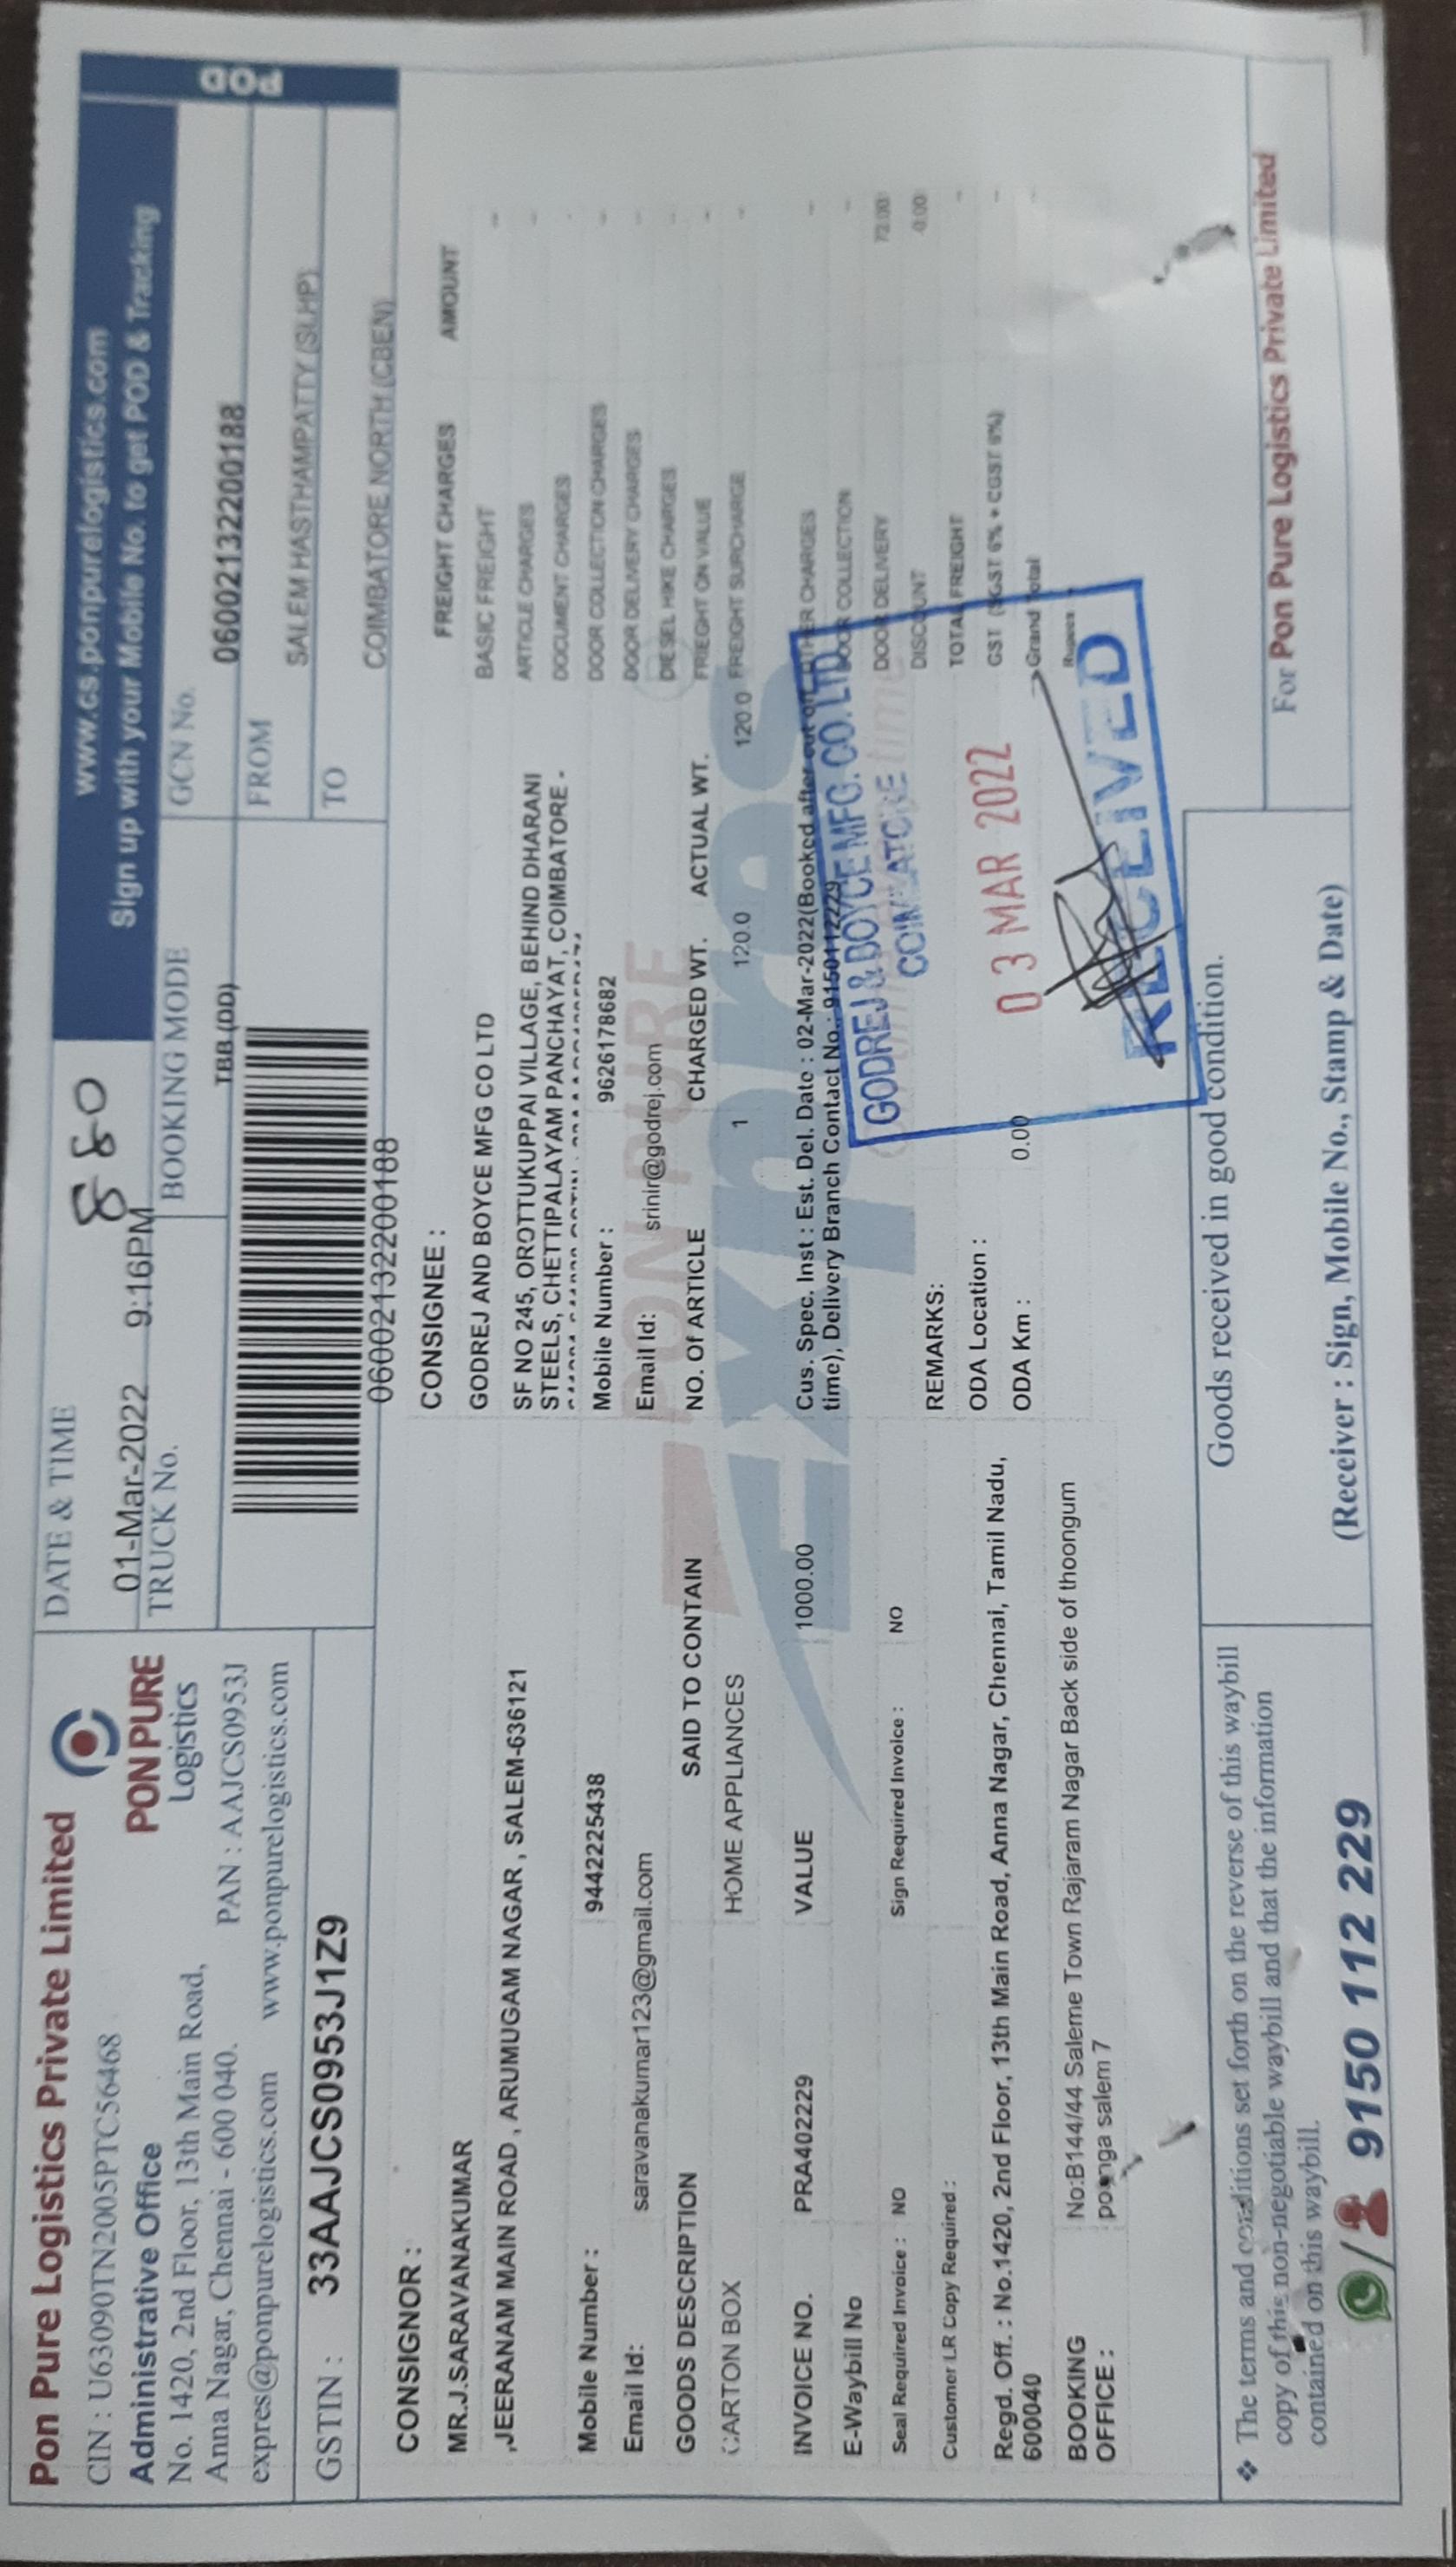 Pon Pure Logistics Private Limited
CIN : U63090TN2005PTC56468
Administrative Office
No. 1420, 2nd Floor, 13th Main Road,
Anna Nagar, Chennai - 600 040. PAN : AAJCS0953J
expres@ponpurelogistics.com www.ponpurelogistics.com
PON PURE
Logistics
GSTIN : 33AAJCS0953J1Z9
DATE & TIME
01-Mar-2022 9:16PM
880
TRUCK No.
BOOKING MODE
TBB (DD)
0600213220018​8
www.cs.ponpurelogistics.com
Sign up with your Mobile No. to get POD & Tracking
POD
GCN No. 06002132200188
FROM SALEM HASTHAMPATTY (SLHP)
TO COIMBATORE NORTH (CBEN)
CONSIGNOR :
MR.J.SARAVANAKUMAR
,JEERANAM MAIN ROAD , ARUMUGAM NAGAR , SALEM-636121
Mobile Number : 9442225438
Email Id: saravanakumar123@gmail.com
CONSIGNEE :
GODREJ AND BOYCE MFG CO LTD
SF NO 245, OROTTUKUPPAI VILLAGE, BEHIND DHARANI
STEELS, CHETTIPALAYAM PANCHAYAT, COIMBATORE -
Mobile Number : 9626178682
Email Id: srinir@godrej.com
GOODS DESCRIPTION SAID TO CONTAIN NO. Of ARTICLE CHARGED WT. ACTUAL WT.
CARTON BOX HOME APPLIANCES 1 120.0 120.0
INVOICE NO. PRA402229 VALUE 1000.00
E-Waybill No
Cus. Spec. Inst : Est. Del. Date : 02-Mar-2022(Booked after cut off
time), Delivery Branch Contact No.: 9150112229
Seal Required Invoice : NO Sign Required Invoice : NO
REMARKS:
Customer LR Copy Required :
ODA Location :
ODA Km : 0.00
Regd. Off. : No.1420, 2nd Floor, 13th Main Road, Anna Nagar, Chennai, Tamil Nadu,
600040
BOOKING OFFICE : No:B144/44 Saleme Town Rajaram Nagar Back side of thoongum
poonga salem 7
FREIGHT CHARGES AMOUNT
BASIC FREIGHT -
ARTICLE CHARGES -
DOCUMENT CHARGES -
DOOR COLLECTION CHARGES -
DOOR DELIVERY CHARGES -
DIESEL HIKE CHARGES -
FRIEGHT ON VALUE -
FREIGHT SURCHARGE -
OTHER CHARGES -
DOOR COLLECTION -
DOOR DELIVERY 72.00
DISCOUNT 0.00
TOTAL FREIGHT -
GST (SGST 6% + CGST 6%) -
Grand Total -
Rupees
PON PURE
Expres
GODREJ & BOYCE MFG. CO. LTD.
COIMBATORE
03 MAR 2022
RECEIVED
❖ The terms and conditions set forth on the reverse of this waybill
copy of this non-negotiable waybill and that the information
contained on this waybill.
/ 9150 112 229
Goods received in good condition.
(Receiver : Sign, Mobile No., Stamp & Date)
For Pon Pure Logistics Private Limited